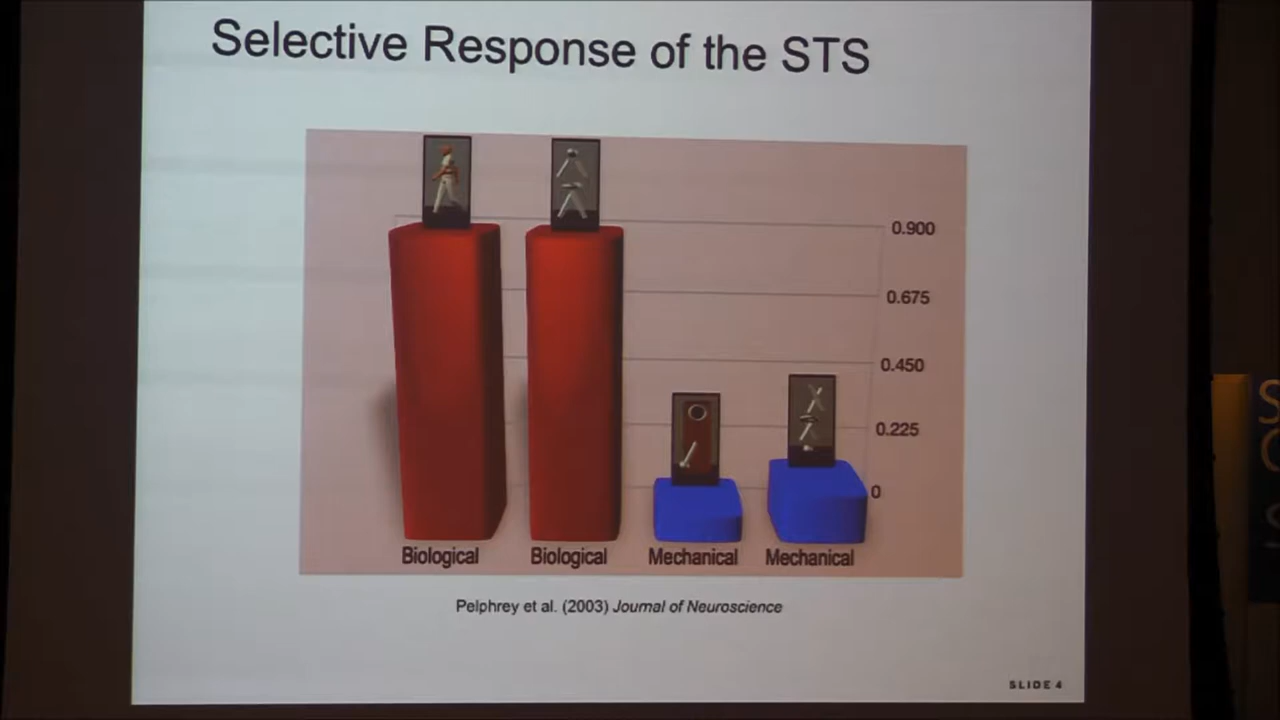 Selective Response of the STS
0.900
0.675
0.450
0.225
0
Biological
Biological
Mechanical
Mechanical
Pelphrey et al. (2003) Journal of Neuroscience
SLIDE 4